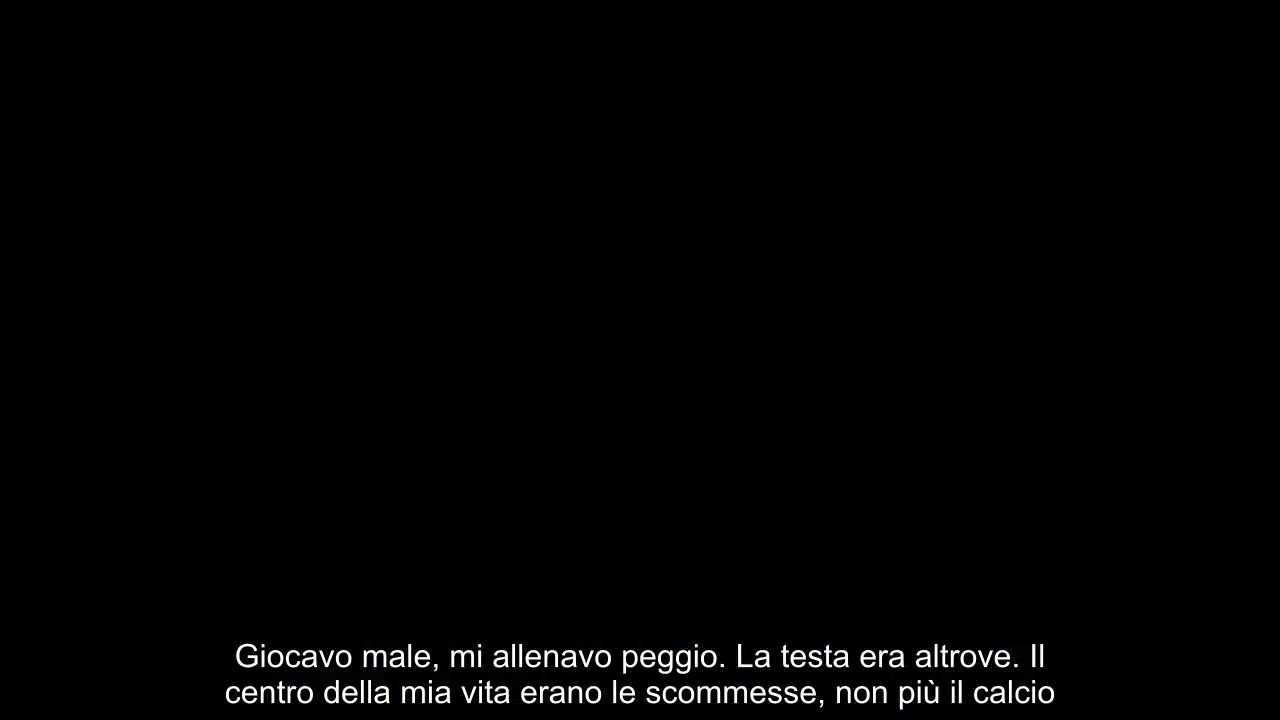 Giocavo male, mi allenavo peggio. La testa era altrove. Il
centro della mia vita erano le scommesse, non più il calcio